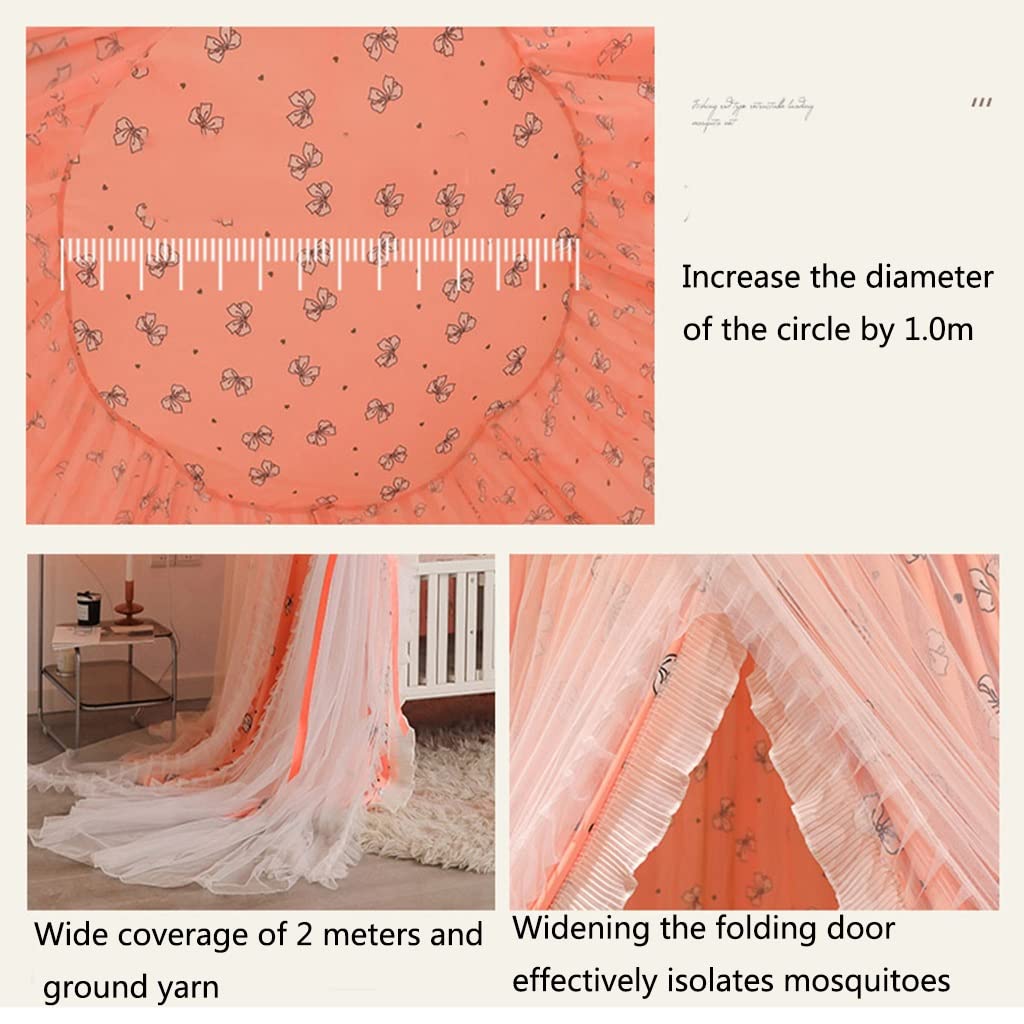 Increase the diameter
of the circle by 1.0m
Wide coverage of 2 meters and
ground yarn
Widening the folding door
effectively isolates mosquitoes